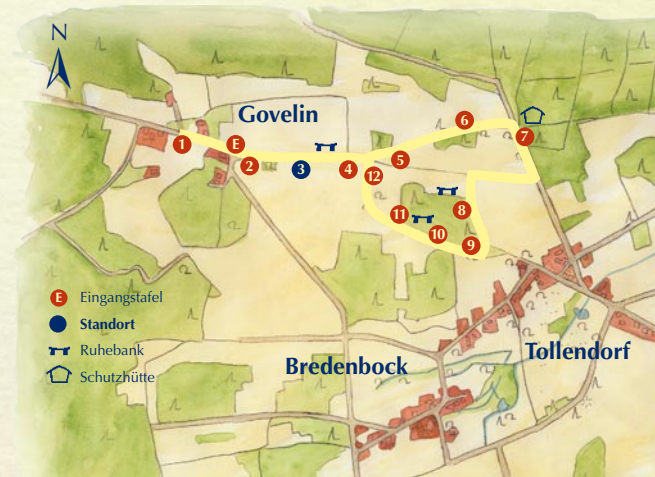 N
Govelin
1
E
2
3
4
5
6
7
12
11
10
8
9
E Eingangstafel
Standort
Ruhebank
Schutzhütte
Bredenbock
Tollendorf